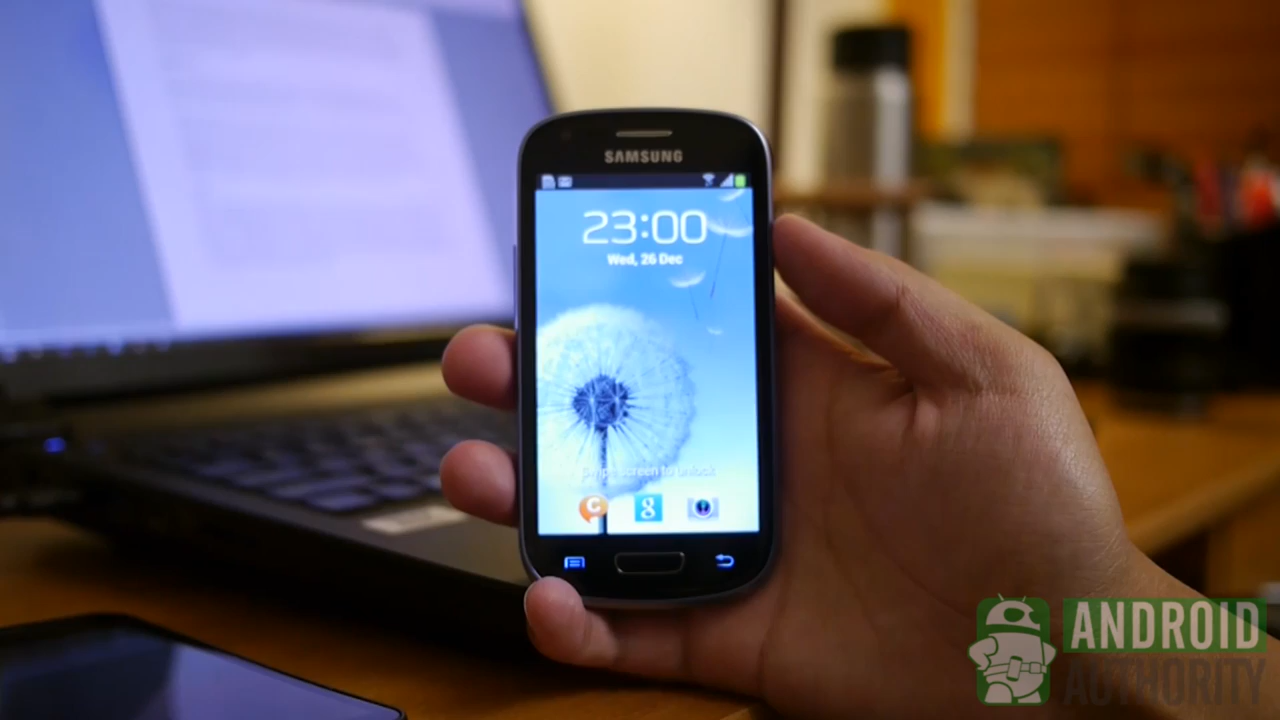 SAMSUNG
23:00
Wed, 26 Dec
Swipe screen to unlock
C
g
ANDROID
AUTHORITY